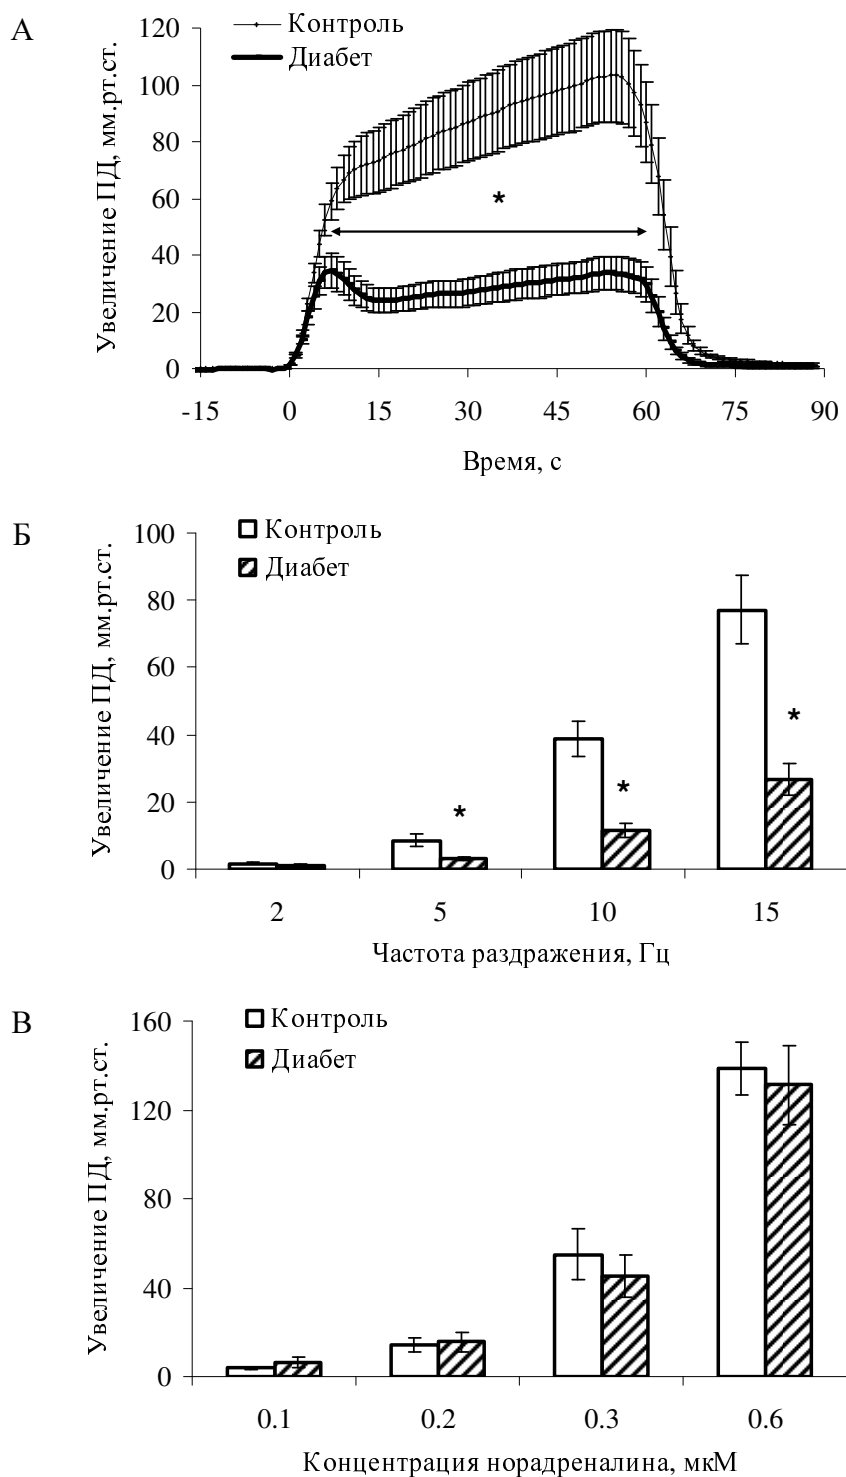 А
Контроль
Диабет
Увеличение ПД, мм.рт.ст.
120
100
80
60
40
20
0
*
-15 0 15 30 45 60 75 90
Время, с
Б
Контроль
Диабет
Увеличение ПД, мм.рт.ст.
100
80
60
40
20
0
* * *
2 5 10 15
Частота раздражения, Гц
В
Контроль
Диабет
Увеличение ПД, мм.рт.ст.
160
120
80
40
0
0.1 0.2 0.3 0.6
Концентрация норадреналина, мкМ